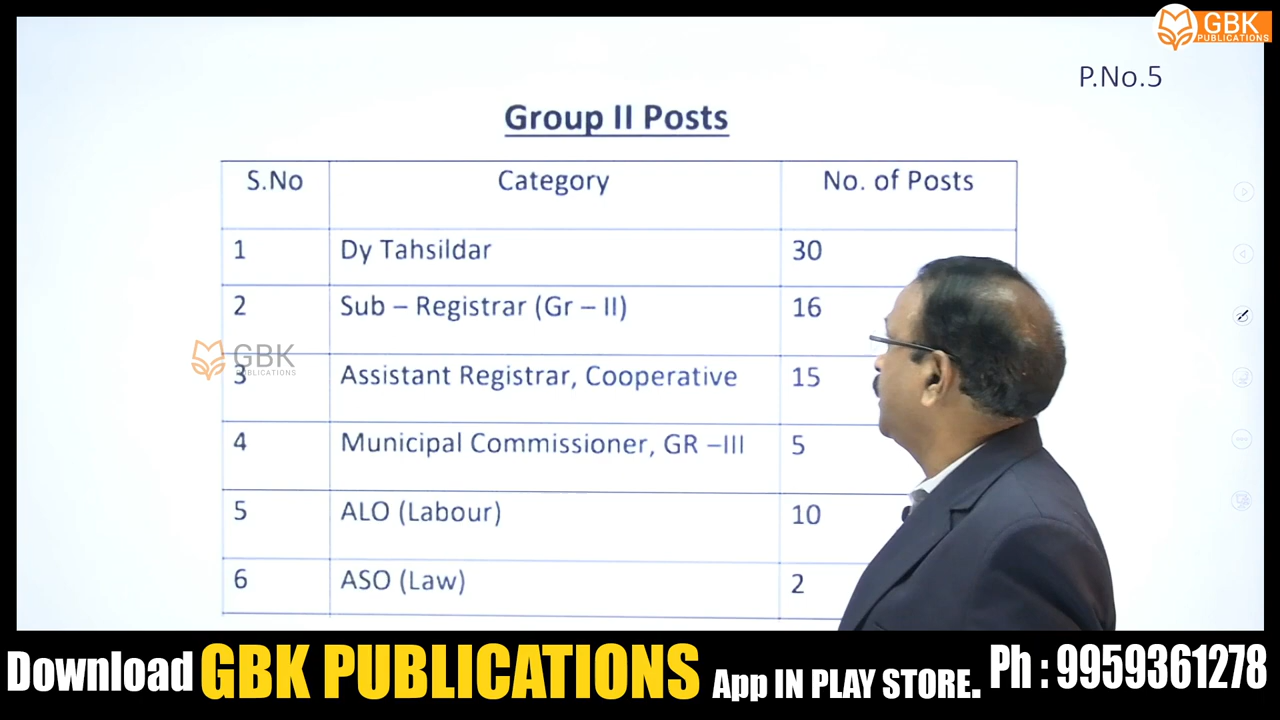 GBK
PUBLICATIONS
P.No.5
Group II Posts
S.No Category No. of Posts
1 Dy Tahsildar 30
2 Sub – Registrar (Gr – II) 16
GBK
PUBLICATIONS
3 Assistant Registrar, Cooperative 15
4 Municipal Commissioner, GR –III 5
5 ALO (Labour) 10
6 ASO (Law) 2
Download GBK PUBLICATIONS App IN PLAY STORE. Ph : 9959361278